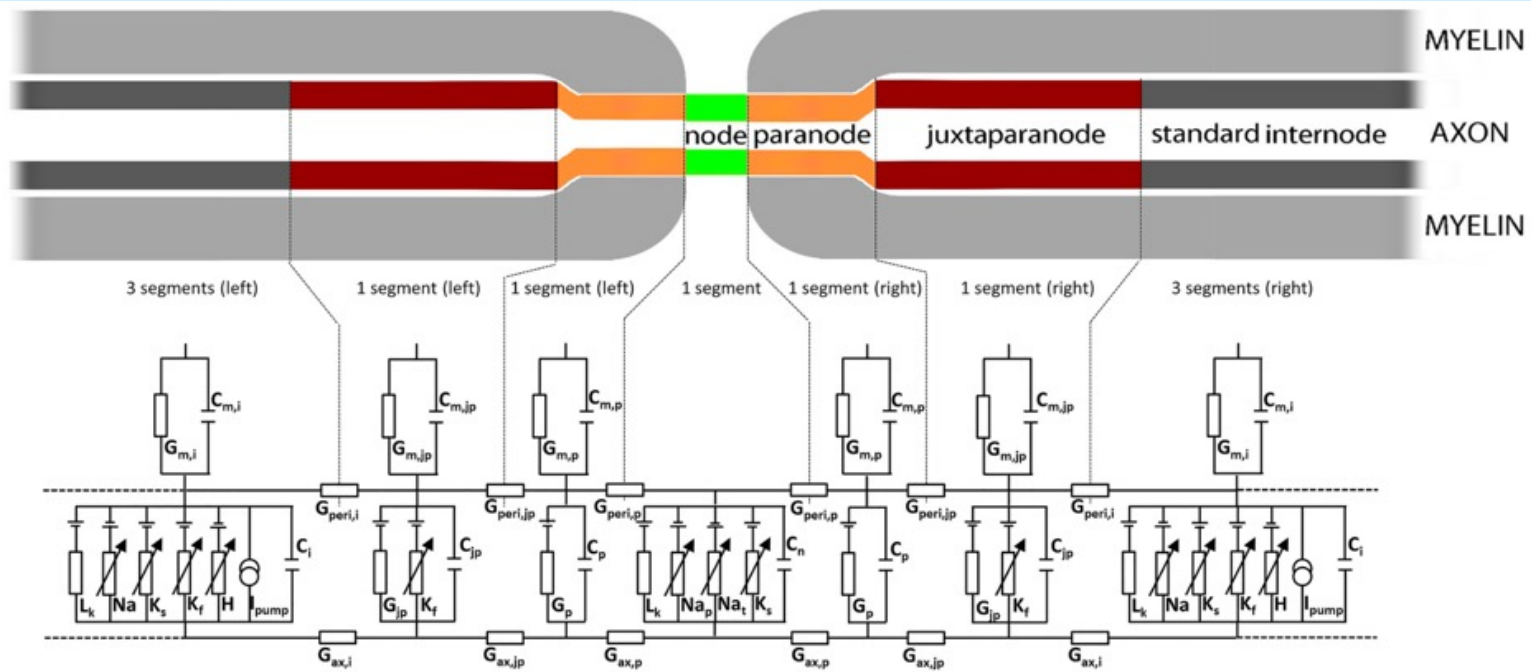 MYELIN
node paranode juxtaparanode standard internode AXON
MYELIN
3 segments (left) 1 segment (left) 1 segment (left) 1 segment 1 segment (right) 1 segment (right) 3 segments (right)
Cm,i Cm,jp Cm,p Cm,p Cm,jp Cm,i
Gm,i Gm,jp Gm,p Gm,p Gm,jp Gm,i
Gperi,i Gperi,jp Gperi,p Gperi,p Gperi,jp Gperi,i
Ci Cjp Cp Cn Cp Cjp Ci
Lk Na Ks Kf H Ipump Gjp Kf Gp Lk Nap Nat Ks Gp Gjp Kf Lk Na Ks Kf H Ipump
Gax,i Gax,jp Gax,p Gax,p Gax,jp Gax,i